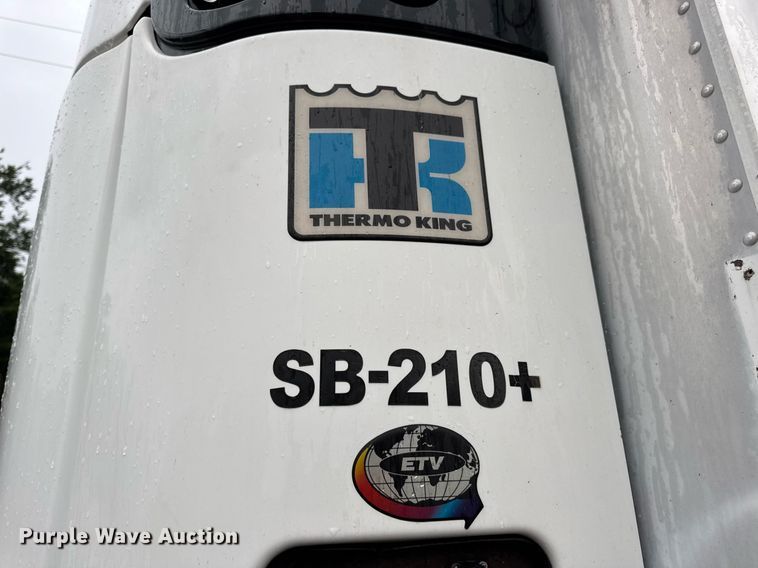 THERMO KING
SB-210+
ETV
Purple Wave Auction